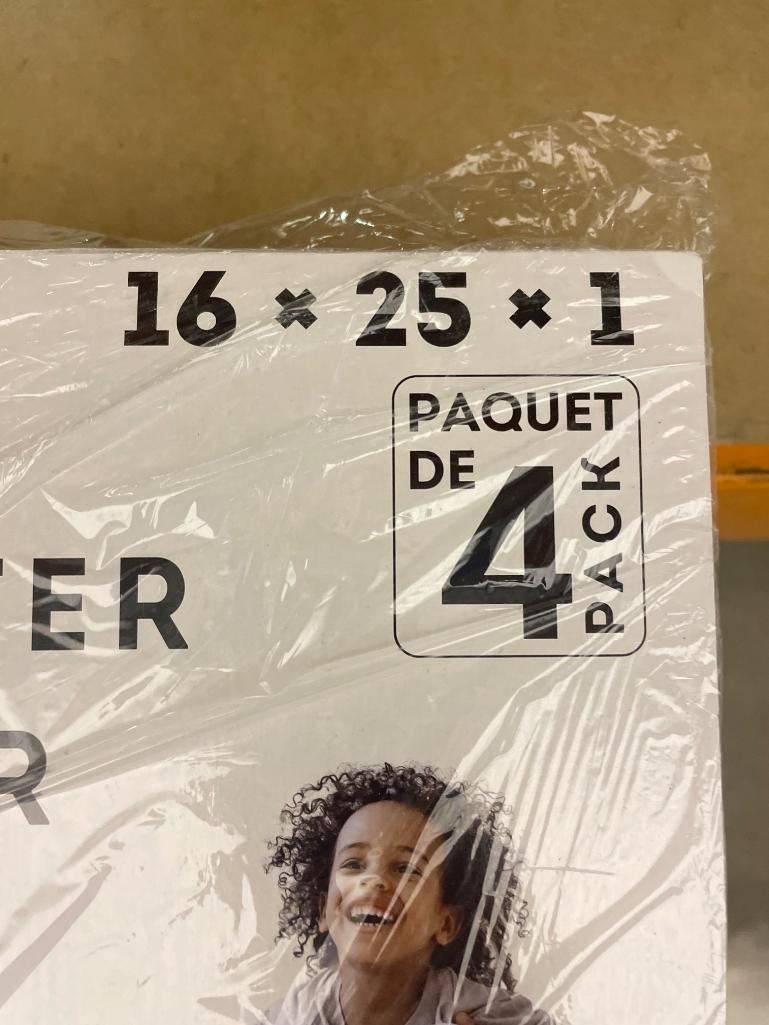 16 × 25 × 1
PAQUET
DE 4 PACK
TER
R